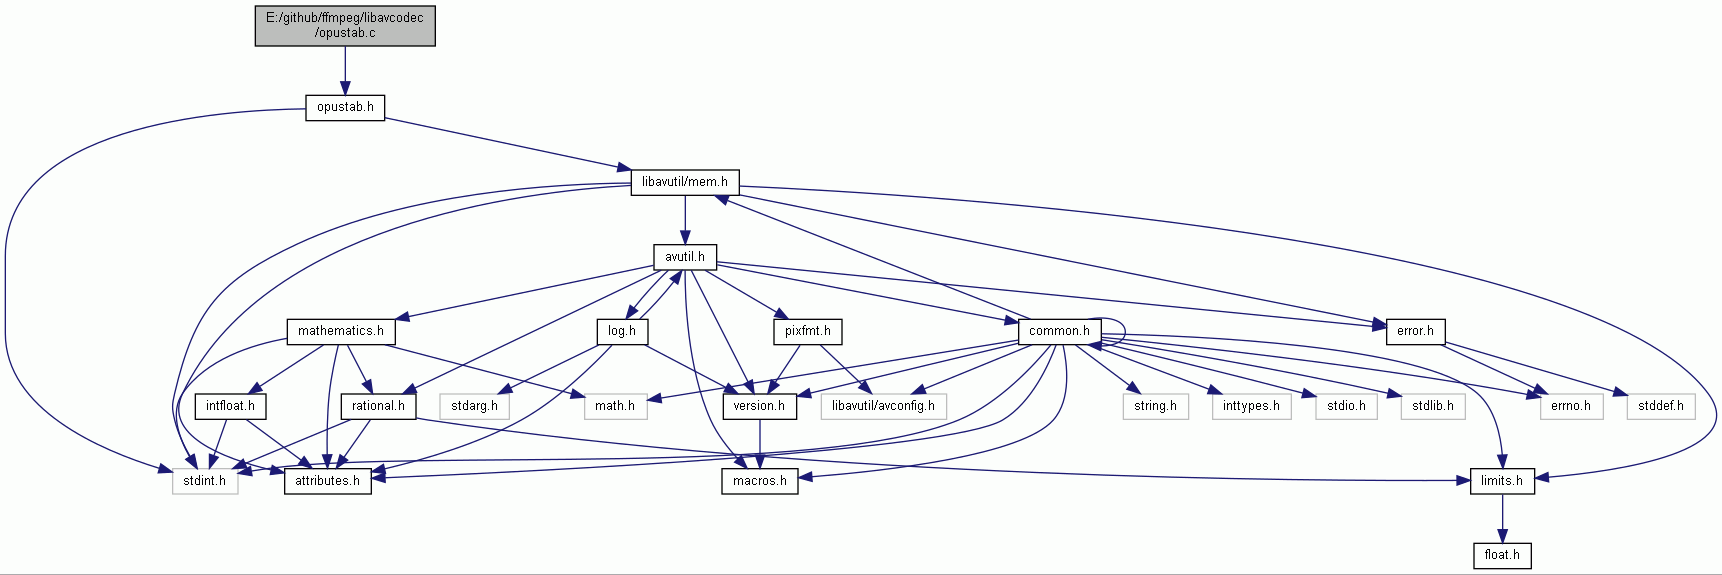 E:/github/ffmpeg/libavcodec
/opustab.c
opustab.h
libavutil/mem.h
avutil.h
mathematics.h
log.h
pixfmt.h
common.h
error.h
intfloat.h
rational.h
stdarg.h
math.h
version.h
libavutil/avconfig.h
string.h
inttypes.h
stdio.h
stdlib.h
errno.h
stddef.h
stdint.h
attributes.h
macros.h
limits.h
float.h